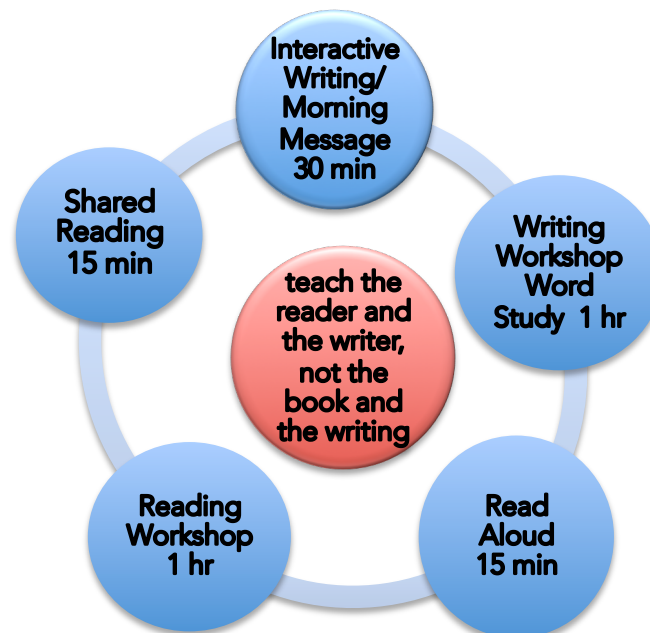 Interactive
Writing/
Morning
Message
30 min
Writing
Workshop
Word
Study 1 hr
Read
Aloud
15 min
Reading
Workshop
1 hr
Shared
Reading
15 min
teach the
reader and
the writer,
not the
book and
the writing